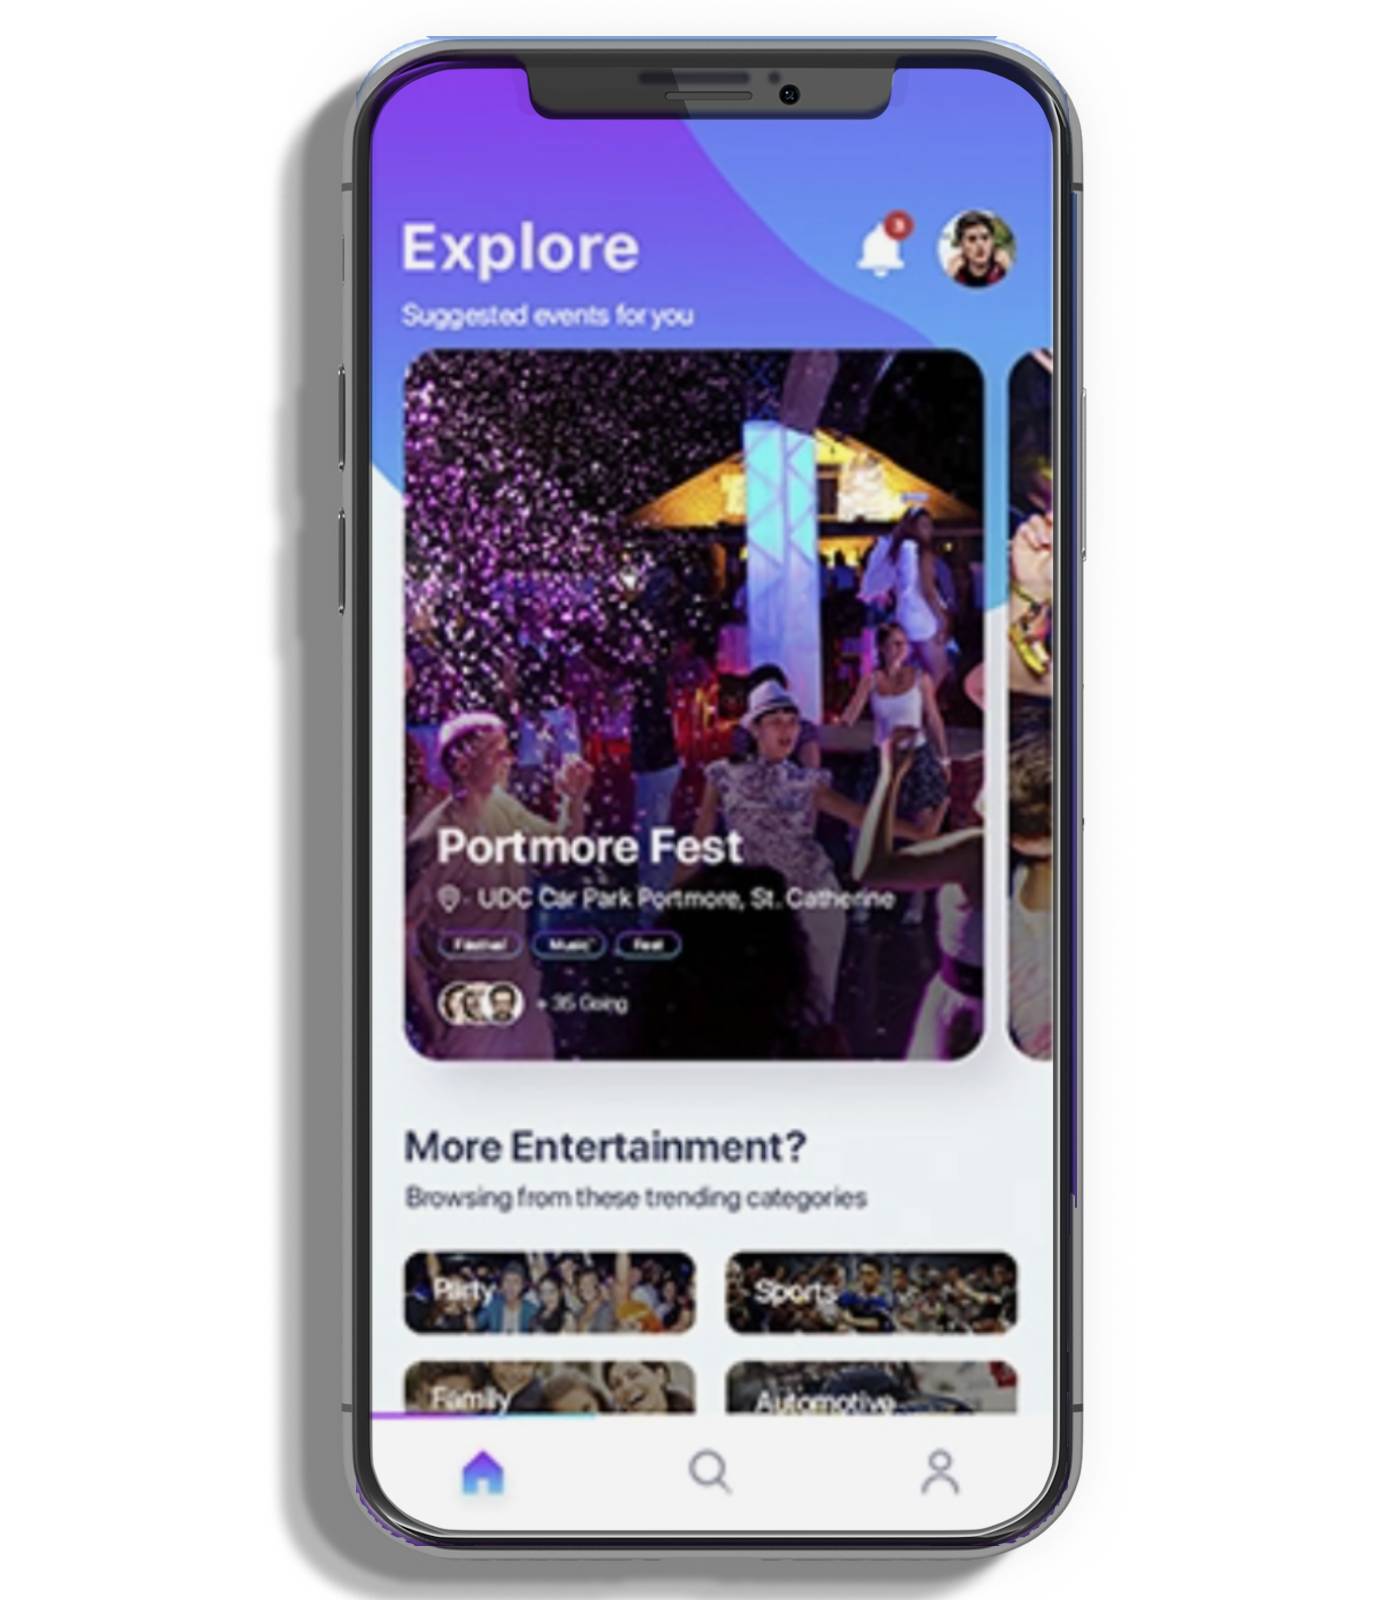 Explore
3
Suggested events for you
Portmore Fest
UDC Car Park Portmore, St. Catherine
Festival Music Fest
+ 35 Going
More Entertainment?
Browsing from these trending categories
Party Sports
Family Automotive